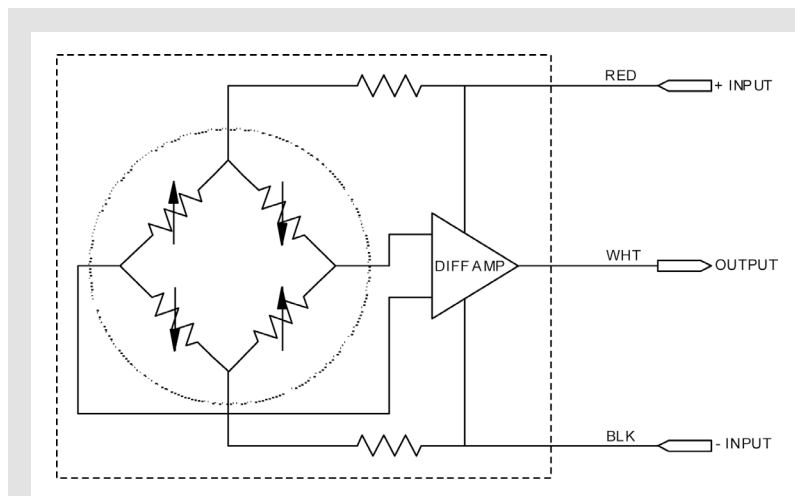 RED
+ INPUT
DIFF AMP
WHT
OUTPUT
BLK
- INPUT